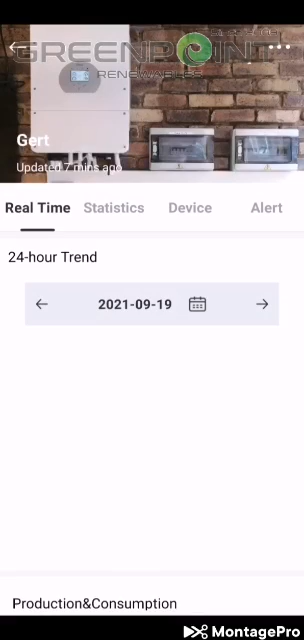 GREENPOINT
RENEWABLES
Gert
Updated 7 mins ago
Real Time Statistics Device Alert
24-hour Trend
2021-09-19
Production&Consumption
MontagePro